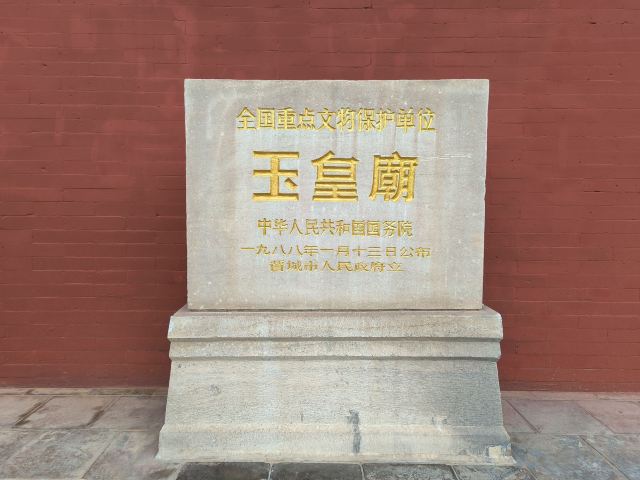 全国重点文物保护单位
玉皇廟
中华人民共和国国务院
一九八八年一月十三日公布
晋城市人民政府立